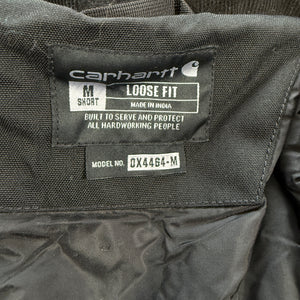 carhartt
M
SHORT
LOOSE FIT
MADE IN INDIA
BUILT TO SERVE AND PROTECT
ALL HARDWORKING PEOPLE
MODEL NO. OX4464-M